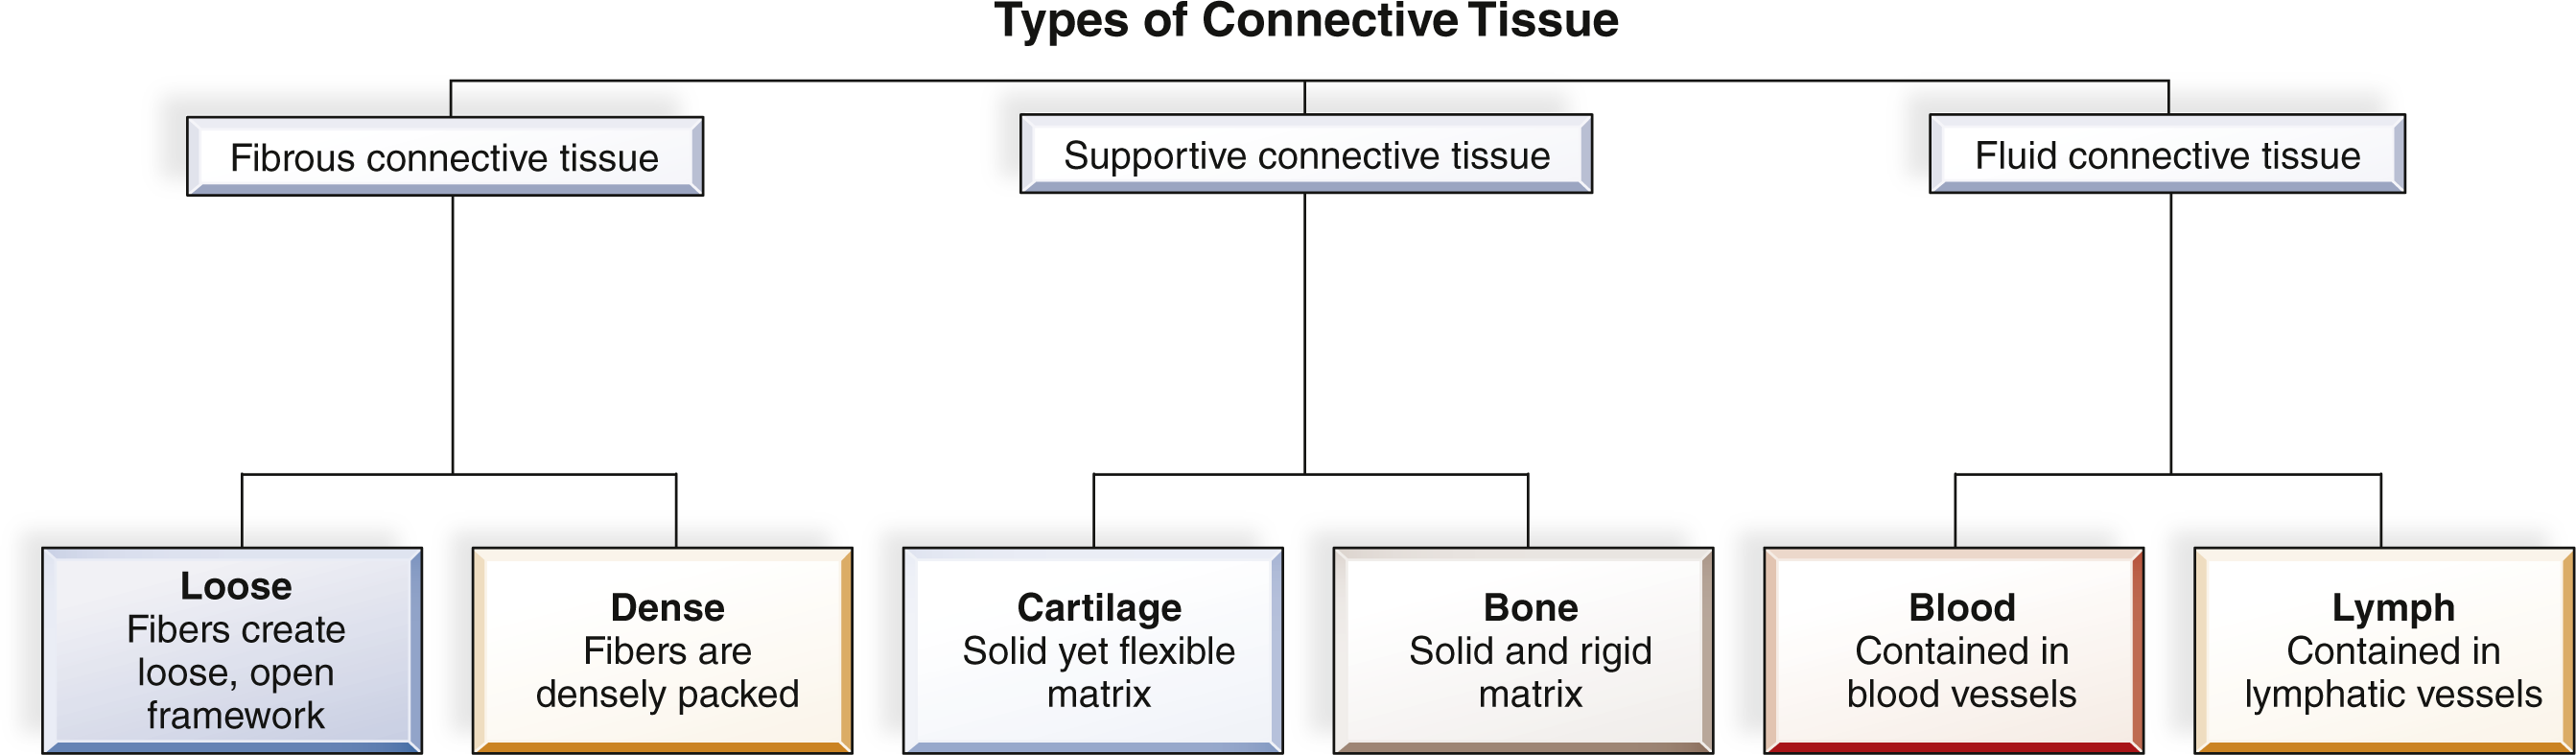 Types of Connective Tissue
Fibrous connective tissue
Supportive connective tissue
Fluid connective tissue
Loose
Fibers create
loose, open
framework
Dense
Fibers are
densely packed
Cartilage
Solid yet flexible
matrix
Bone
Solid and rigid
matrix
Blood
Contained in
blood vessels
Lymph
Contained in
lymphatic vessels